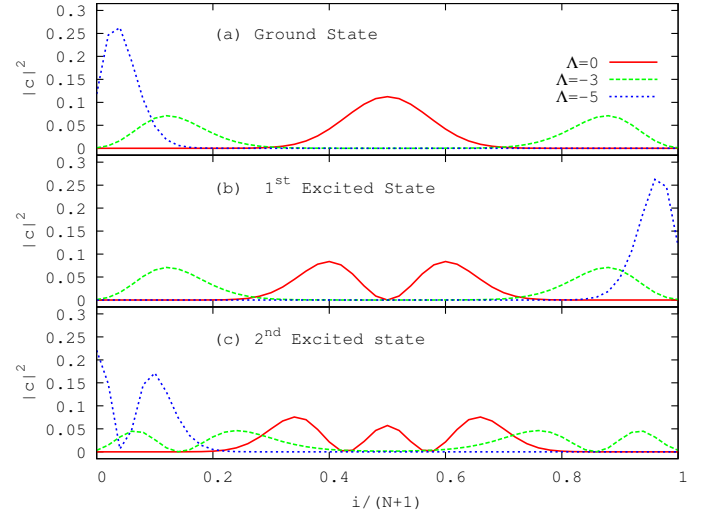 0.3
0.25
0.2
0.15
0.1
0.05
0
|c|²
(a) Ground State
Λ=0
Λ=−3
Λ=−5
0.3
0.25
0.2
0.15
0.1
0.05
0
|c|²
(b) 1st Excited State
0.3
0.25
0.2
0.15
0.1
0.05
0
|c|²
(c) 2nd Excited state
0 0.2 0.4 0.6 0.8 1
i/(N+1)